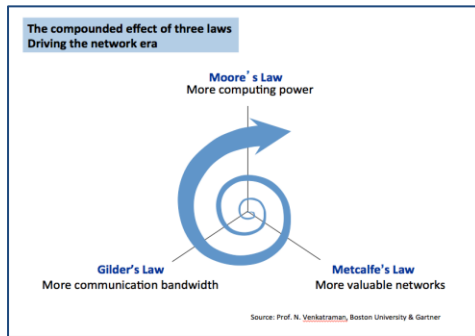 The compounded effect of three laws
Driving the network era
Moore's Law
More computing power
Gilder's Law
More communication bandwidth
Metcalfe's Law
More valuable networks
Source: Prof. N. Venkatraman, Boston University & Gartner